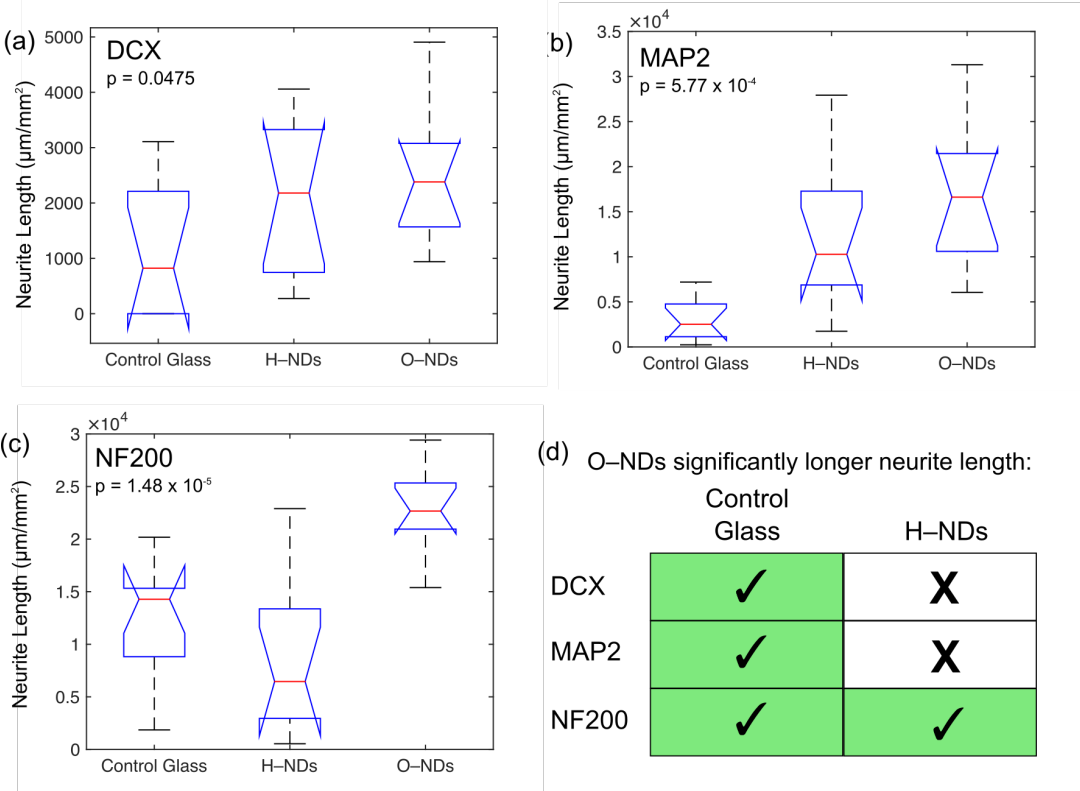 (a)
DCX
p = 0.0475
Neurite Length (µm/mm²)
5000
4000
3000
2000
1000
0
Control Glass H–NDs O–NDs
(b)
×10⁴
MAP2
p = 5.77 x 10⁻⁴
Neurite Length (µm/mm²)
3.5
3
2.5
2
1.5
1
0.5
0
Control Glass H–NDs O–NDs
(c)
×10⁴
NF200
p = 1.48 x 10⁻⁵
Neurite Length (µm/mm²)
3
2.5
2
1.5
1
0.5
0
Control Glass H–NDs O–NDs
(d)
O–NDs significantly longer neurite length:
Control
Glass H–NDs
DCX ✓ X
MAP2 ✓ X
NF200 ✓ ✓